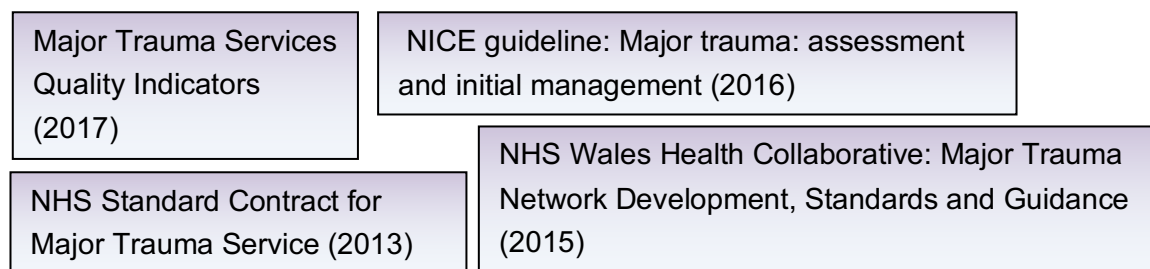 Major Trauma Services
Quality Indicators
(2017)
NICE guideline: Major trauma: assessment
and initial management (2016)
NHS Standard Contract for
Major Trauma Service (2013)
NHS Wales Health Collaborative: Major Trauma
Network Development, Standards and Guidance
(2015)